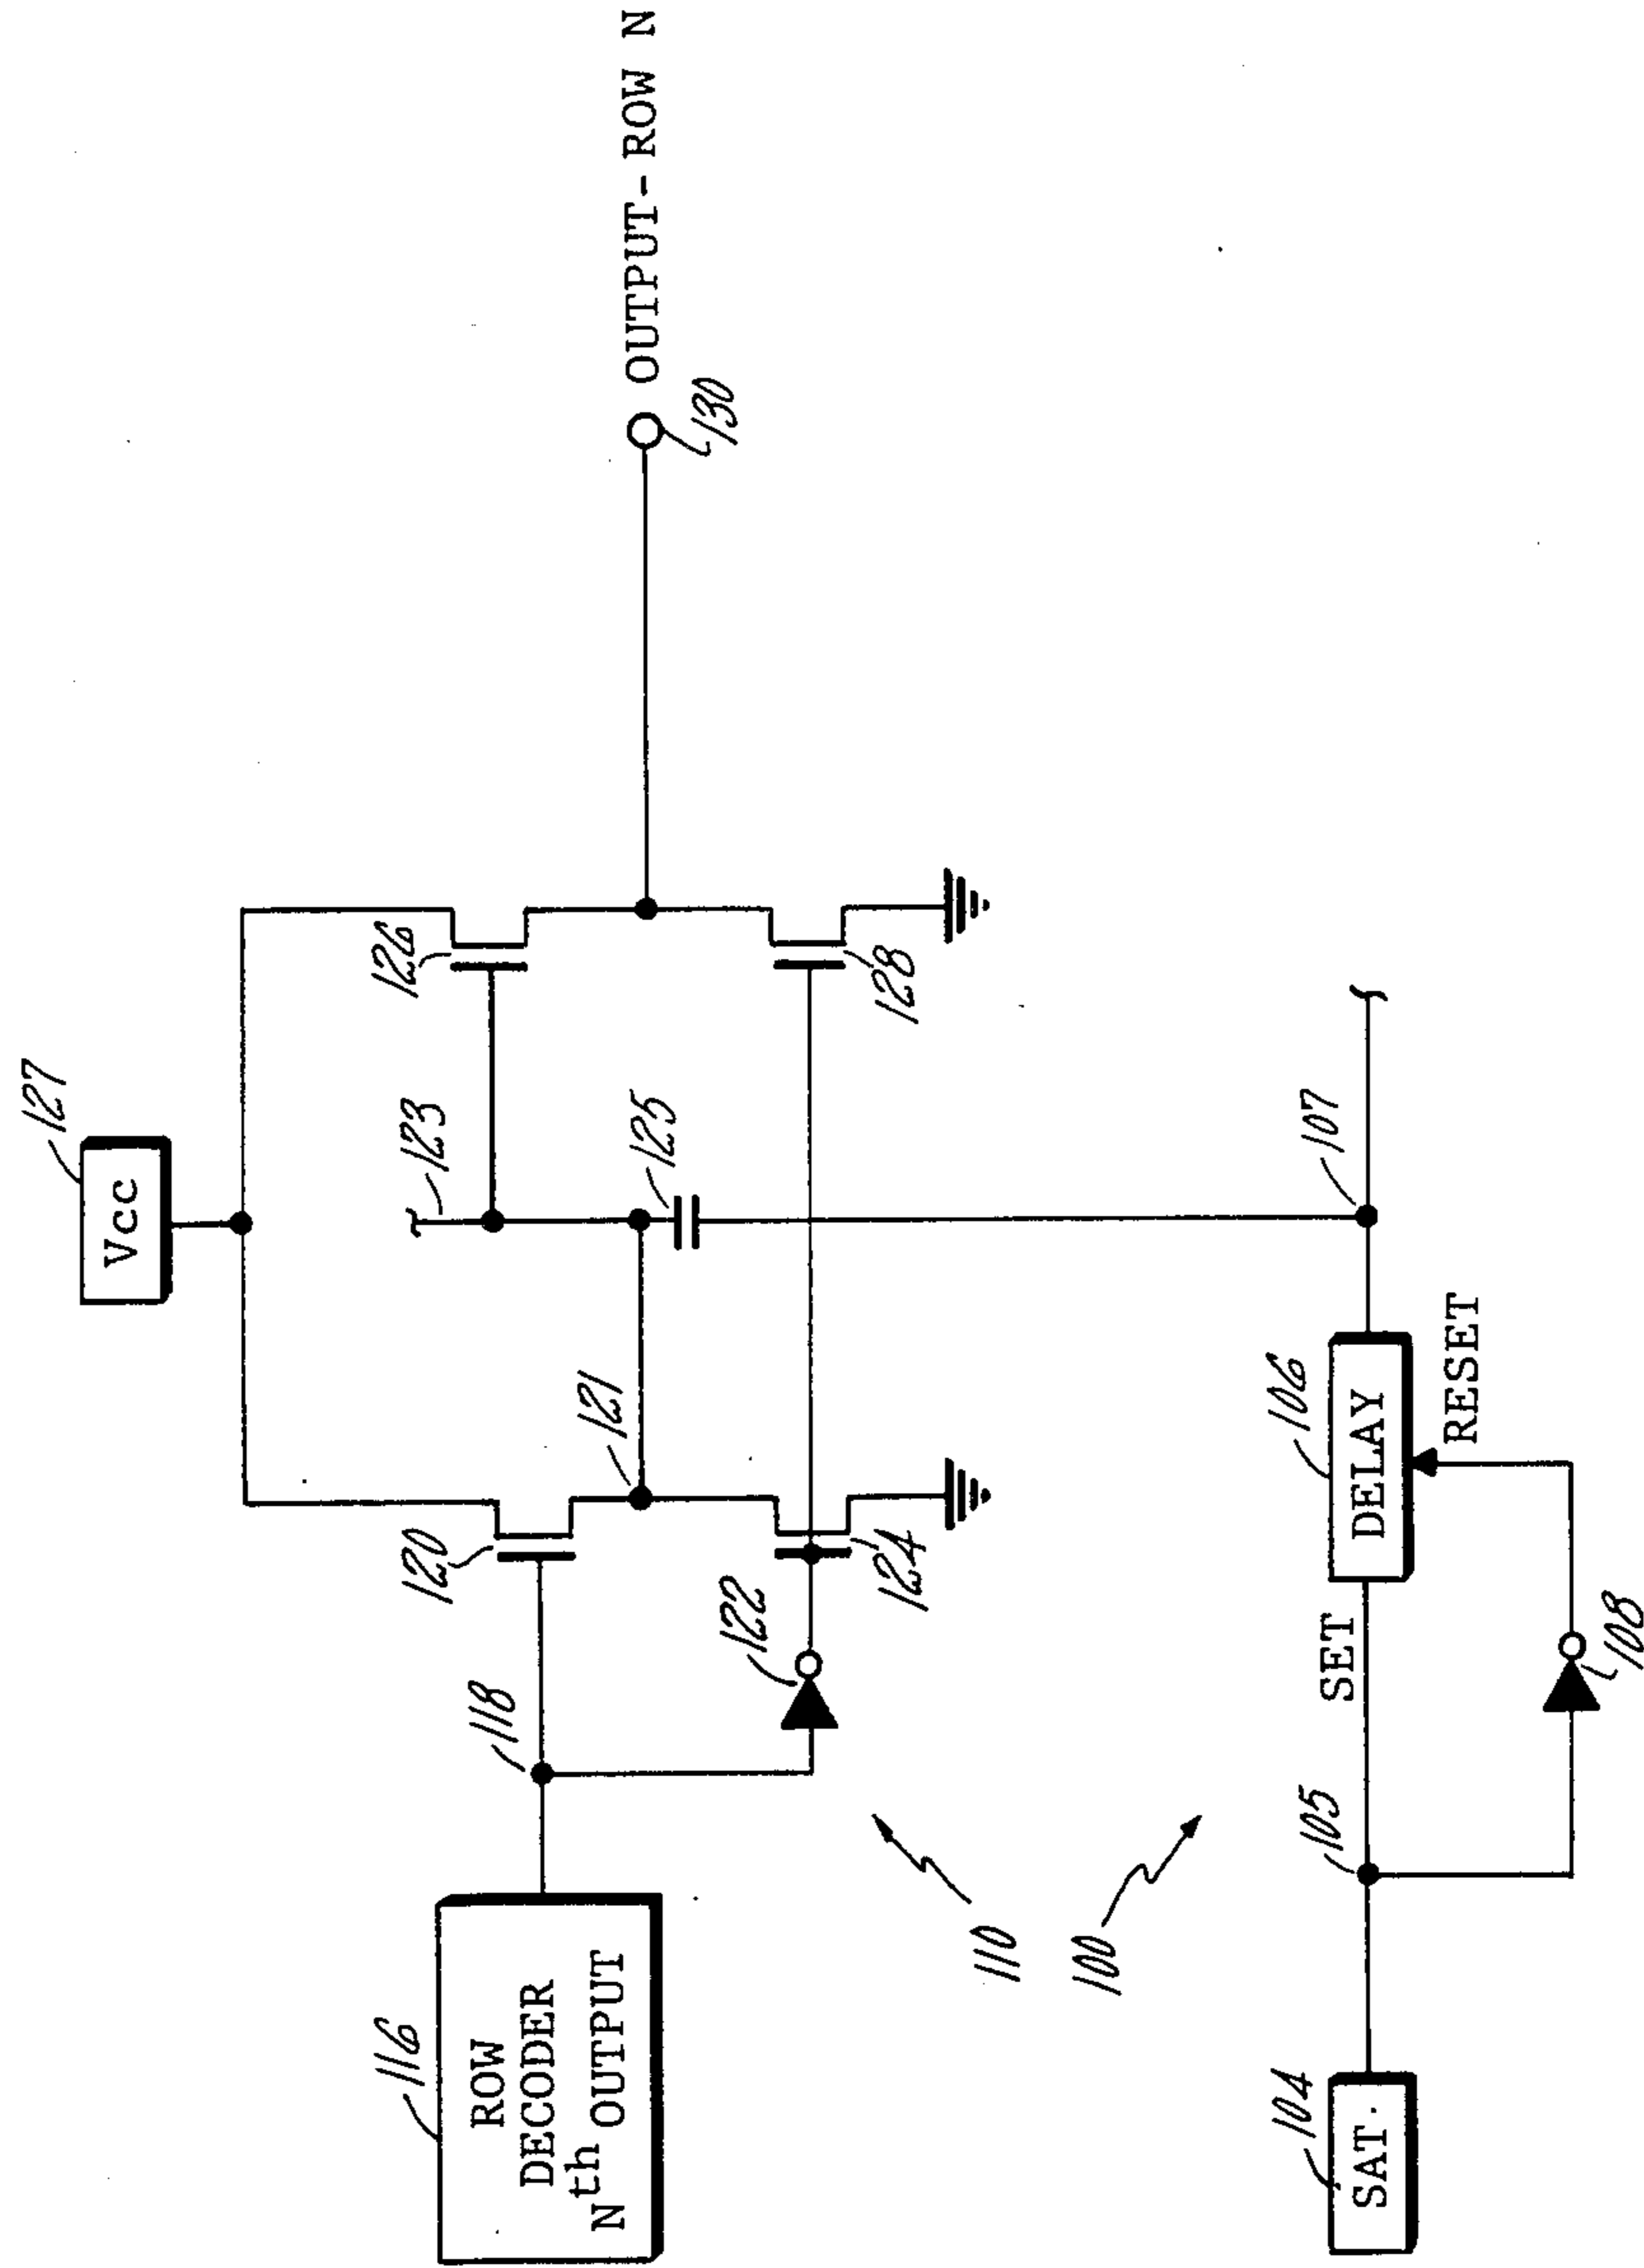 127
Vcc
116
ROW
DECODER
Nth OUTPUT
118
120
121
123
126
122
124
125
128
130
OUTPUT-ROW N
110
100
104
SAT.
105
SET
106
DELAY
RESET
107
108